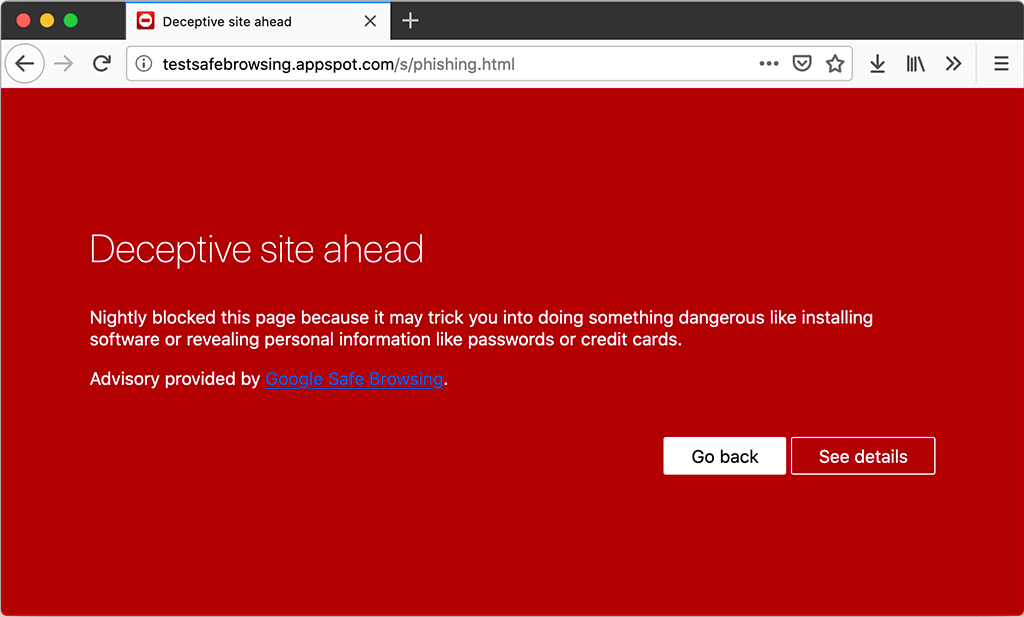 Deceptive site ahead
testsafebrowsing.appspot.com/s/phishing.html
Deceptive site ahead
Nightly blocked this page because it may trick you into doing something dangerous like installing
software or revealing personal information like passwords or credit cards.
Advisory provided by Google Safe Browsing.
Go back
See details